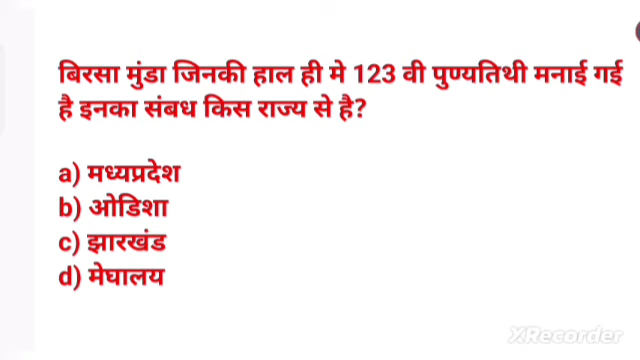 बिरसा मुंडा जिनकी हाल ही मे 123 वी पुण्यतिथी मनाई गई
है इनका संबध किस राज्य से है?
a) मध्यप्रदेश
b) ओडिशा
c) झारखंड
d) मेघालय
XRecorder